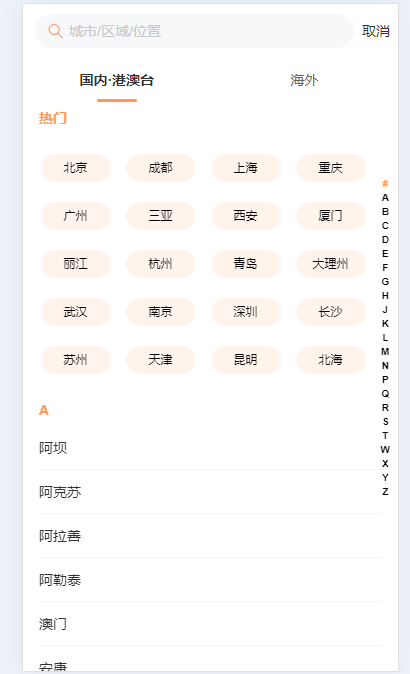 城市/区域/位置 取消
国内·港澳台 海外
热门
北京 成都 上海 重庆
广州 三亚 西安 厦门
丽江 杭州 青岛 大理州
武汉 南京 深圳 长沙
苏州 天津 昆明 北海
A
阿坝
阿克苏
阿拉善
阿勒泰
澳门
安康
#
A
B
C
D
E
F
G
H
J
K
L
M
N
P
Q
R
S
T
W
X
Y
Z